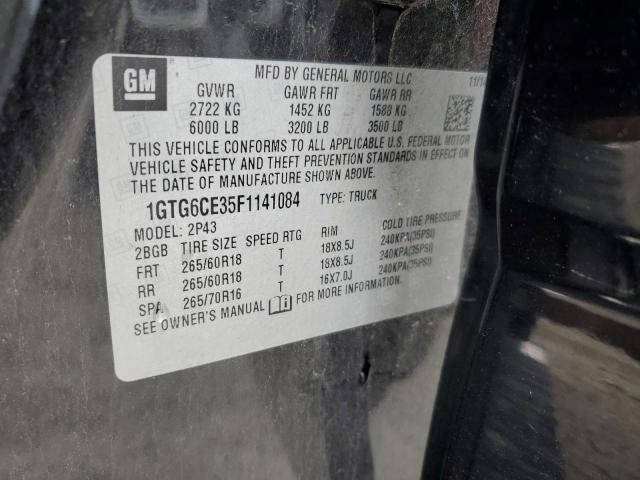 GM
MFD BY GENERAL MOTORS LLC 11/14
GVWR GAWR FRT GAWR RR
2722 KG 1452 KG 1588 KG
6000 LB 3200 LB 3500 LB
THIS VEHICLE CONFORMS TO ALL APPLICABLE U.S. FEDERAL MOTOR
VEHICLE SAFETY AND THEFT PREVENTION STANDARDS IN EFFECT ON
THE DATE OF MANUFACTURE SHOWN ABOVE.
1GTG6CE35F1141084 TYPE: TRUCK
MODEL: 2P43
2BGB TIRE SIZE SPEED RTG RIM COLD TIRE PRESSURE
FRT 265/60R18 T 18X8.5J 240KPA(35PSI)
RR 265/60R18 T 18X8.5J 240KPA(35PSI)
SPA 265/70R16 T 16X7.0J 240KPA(35PSI)
SEE OWNER'S MANUAL FOR MORE INFORMATION.